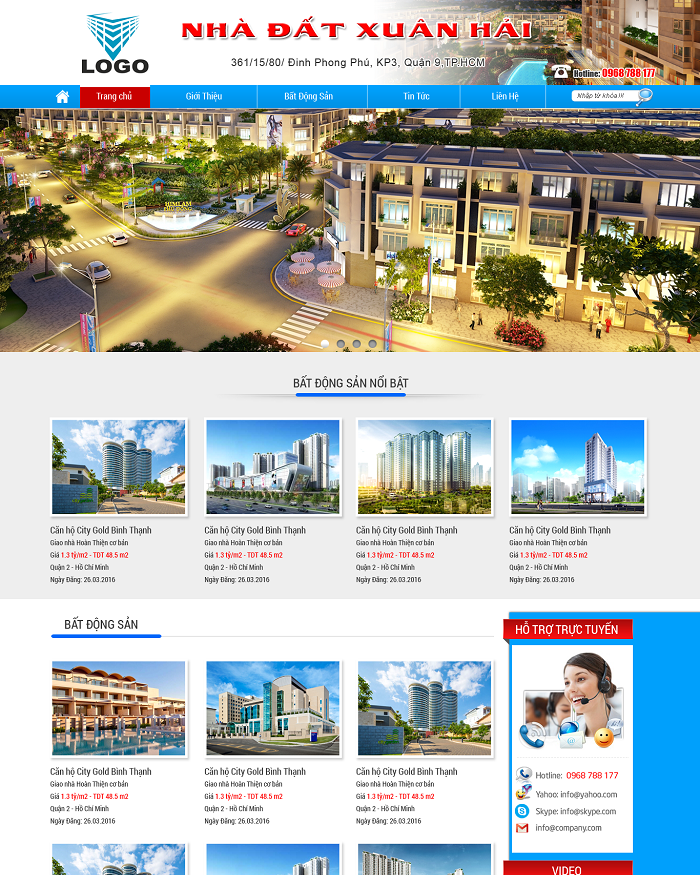 LOGO
NHÀ ĐẤT XUÂN HẢI
361/15/80/ Đình Phong Phú, KP3, Quận 9,TP.HCM
Hotline: 0968 788 177
Trang chủ
Giới Thiệu
Bất Động Sản
Tin Tức
Liên Hệ
Nhập từ khóa !!!
HIMLAM
BẤT ĐỘNG SẢN NỔI BẬT
Căn hộ City Gold Bình Thạnh
Giao nhà Hoàn Thiện cơ bản
Giá 1.3 tỷ/m2 - TDT 48.5 m2
Quận 2 - Hồ Chí Minh
Ngày Đăng: 26.03.2016
Căn hộ City Gold Bình Thạnh
Giao nhà Hoàn Thiện cơ bản
Giá 1.3 tỷ/m2 - TDT 48.5 m2
Quận 2 - Hồ Chí Minh
Ngày Đăng: 26.03.2016
Căn hộ City Gold Bình Thạnh
Giao nhà Hoàn Thiện cơ bản
Giá 1.3 tỷ/m2 - TDT 48.5 m2
Quận 2 - Hồ Chí Minh
Ngày Đăng: 26.03.2016
Căn hộ City Gold Bình Thạnh
Giao nhà Hoàn Thiện cơ bản
Giá 1.3 tỷ/m2 - TDT 48.5 m2
Quận 2 - Hồ Chí Minh
Ngày Đăng: 26.03.2016
BẤT ĐỘNG SẢN
Căn hộ City Gold Bình Thạnh
Giao nhà Hoàn Thiện cơ bản
Giá 1.3 tỷ/m2 - TDT 48.5 m2
Quận 2 - Hồ Chí Minh
Ngày Đăng: 26.03.2016
Căn hộ City Gold Bình Thạnh
Giao nhà Hoàn Thiện cơ bản
Giá 1.3 tỷ/m2 - TDT 48.5 m2
Quận 2 - Hồ Chí Minh
Ngày Đăng: 26.03.2016
Căn hộ City Gold Bình Thạnh
Giao nhà Hoàn Thiện cơ bản
Giá 1.3 tỷ/m2 - TDT 48.5 m2
Quận 2 - Hồ Chí Minh
Ngày Đăng: 26.03.2016
HỖ TRỢ TRỰC TUYẾN
Hotline: 0968 788 177
Yahoo: info@yahoo.com
Skype: info@skype.com
info@company.com
VIDEO